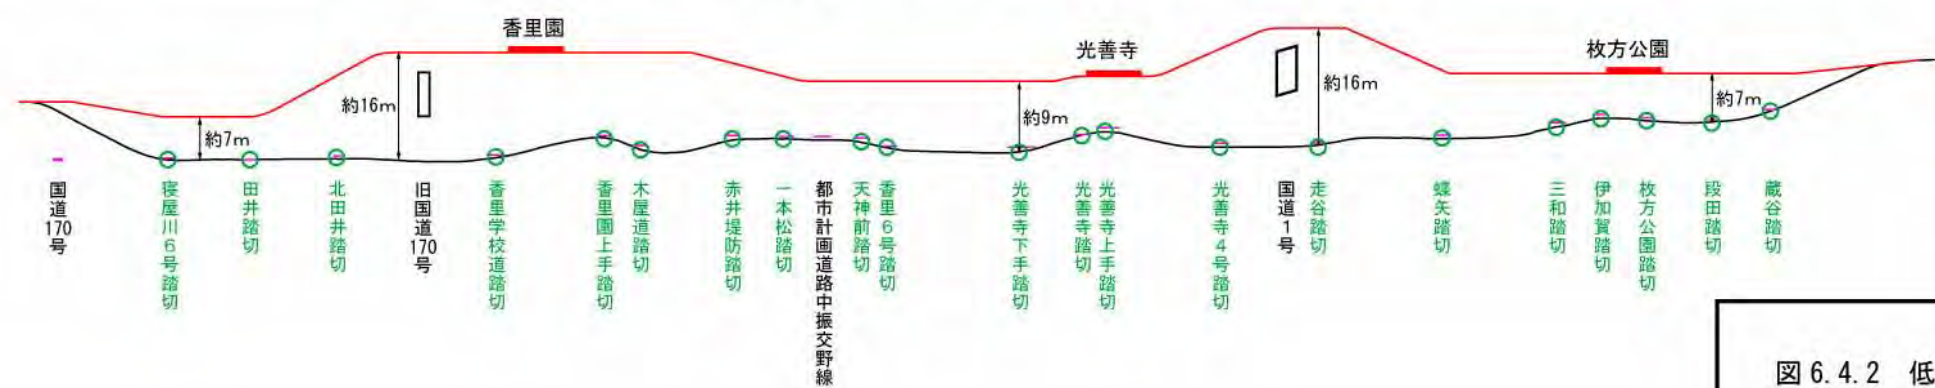 香里園
光善寺
枚方公園
約7m
約16m
約9m
約16m
約7m
国道170号
寝屋川6号踏切
田井踏切
北田井踏切
旧国道170号
香里学校道踏切
香里園上手踏切
木屋道踏切
赤井堤防踏切
一本松踏切
都市計画道路中振交野線
天神前踏切
香里6号踏切
光善寺下手踏切
光善寺踏切
光善寺上手踏切
光善寺4号踏切
国道1号
走谷踏切
蝶矢踏切
三和踏切
伊加賀踏切
枚方公園踏切
段田踏切
蔵谷踏切
図6.4.2 低